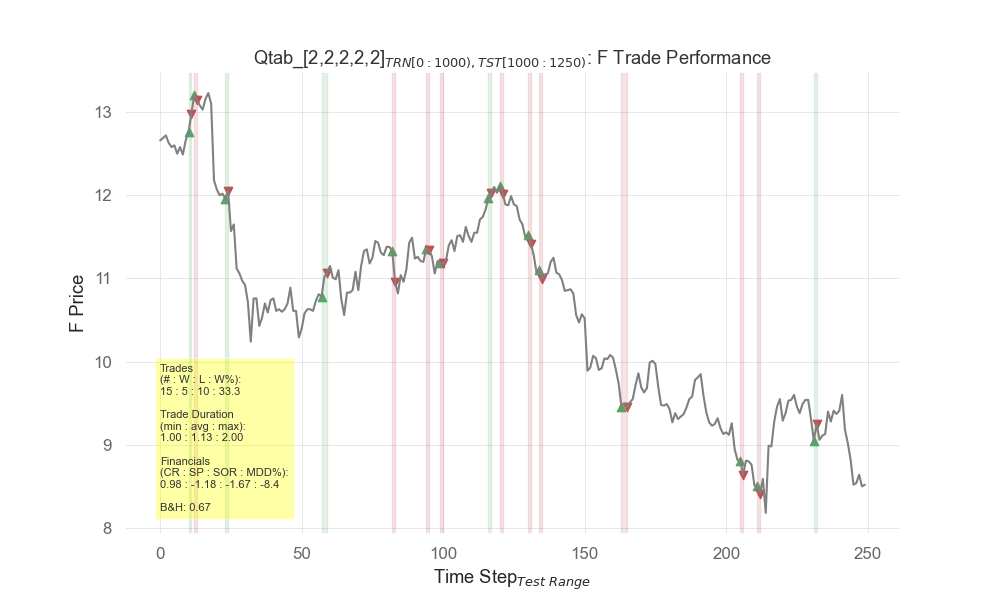 Qtab_[2,2,2,2,2]TRN[0 : 1000), TST[1000 : 1250) : F Trade Performance
13
12
11
10
9
8
F Price
Trades
(# : W : L : W%):
15 : 5 : 10 : 33.3
Trade Duration
(min : avg : max):
1.00 : 1.13 : 2.00
Financials
(CR : SP : SOR : MDD%):
0.98 : -1.18 : -1.67 : -8.4
B&H: 0.67
0 50 100 150 200 250
Time StepTest Range